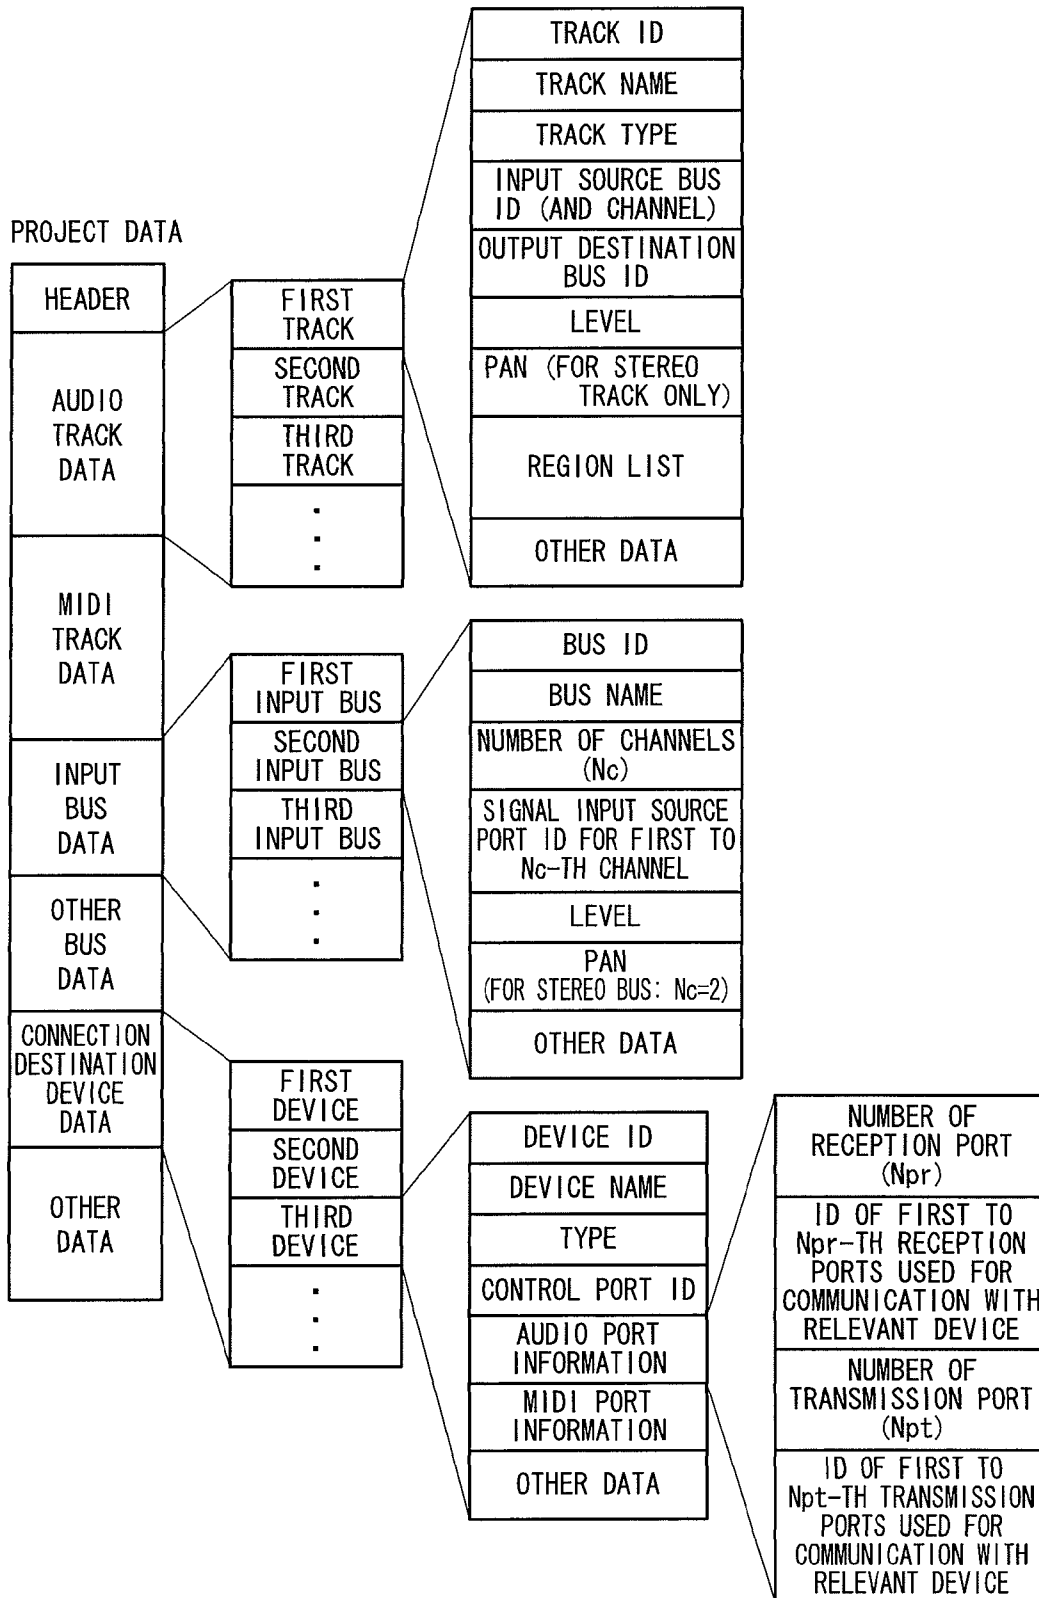 PROJECT DATA
HEADER
AUDIO
TRACK
DATA
MIDI
TRACK
DATA
INPUT
BUS
DATA
OTHER
BUS
DATA
CONNECTION
DESTINATION
DEVICE
DATA
OTHER
DATA
FIRST
TRACK
SECOND
TRACK
THIRD
TRACK
.
.
.
TRACK ID
TRACK NAME
TRACK TYPE
INPUT SOURCE BUS
ID (AND CHANNEL)
OUTPUT DESTINATION
BUS ID
LEVEL
PAN (FOR STEREO
TRACK ONLY)
REGION LIST
OTHER DATA
FIRST
INPUT BUS
SECOND
INPUT BUS
THIRD
INPUT BUS
.
.
.
BUS ID
BUS NAME
NUMBER OF CHANNELS
(Nc)
SIGNAL INPUT SOURCE
PORT ID FOR FIRST TO
Nc-TH CHANNEL
LEVEL
PAN
(FOR STEREO BUS: Nc=2)
OTHER DATA
FIRST
DEVICE
SECOND
DEVICE
THIRD
DEVICE
.
.
.
DEVICE ID
DEVICE NAME
TYPE
CONTROL PORT ID
AUDIO PORT
INFORMATION
MIDI PORT
INFORMATION
OTHER DATA
NUMBER OF
RECEPTION PORT
(Npr)
ID OF FIRST TO
Npr-TH RECEPTION
PORTS USED FOR
COMMUNICATION WITH
RELEVANT DEVICE
NUMBER OF
TRANSMISSION PORT
(Npt)
ID OF FIRST TO
Npt-TH TRANSMISSION
PORTS USED FOR
COMMUNICATION WITH
RELEVANT DEVICE